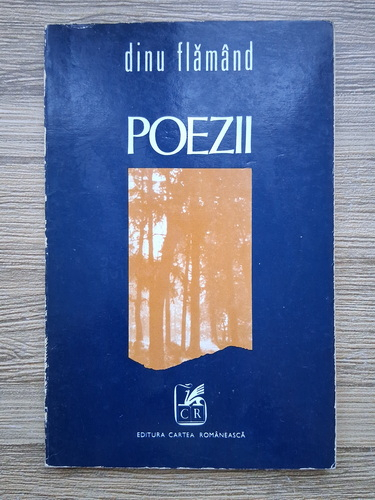 dinu flămând
POEZII
CR
EDITURA CARTEA ROMÂNEASCĂ